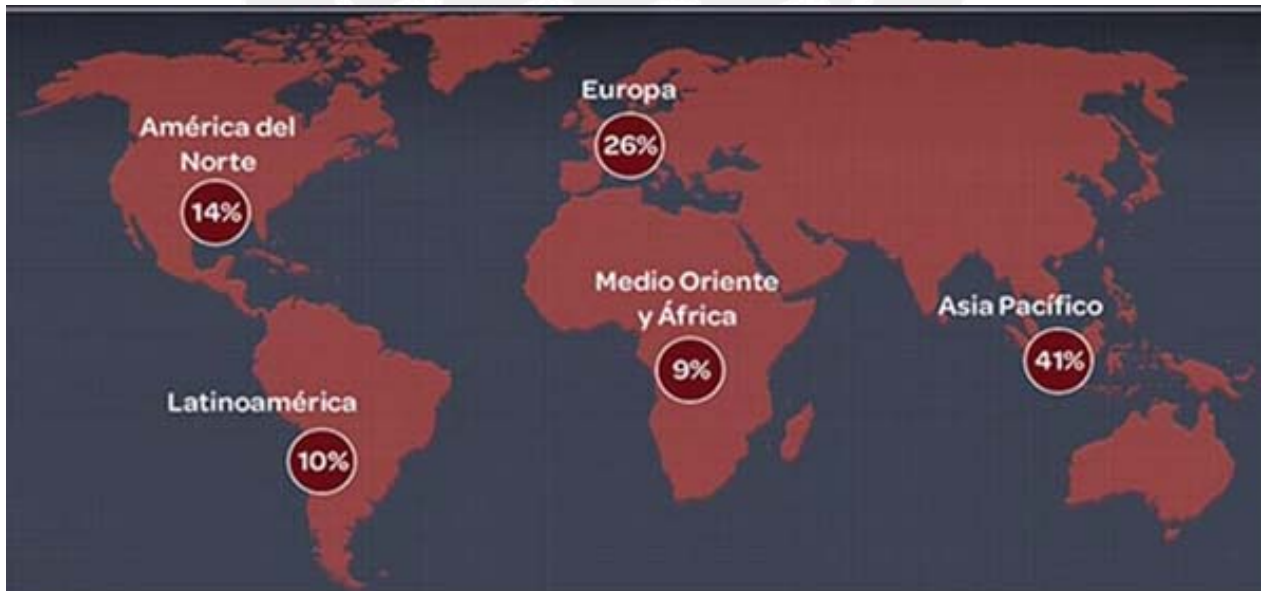 Europa
26%
América del
Norte
14%
Medio Oriente
y África
9%
Asia Pacífico
41%
Latinoamérica
10%